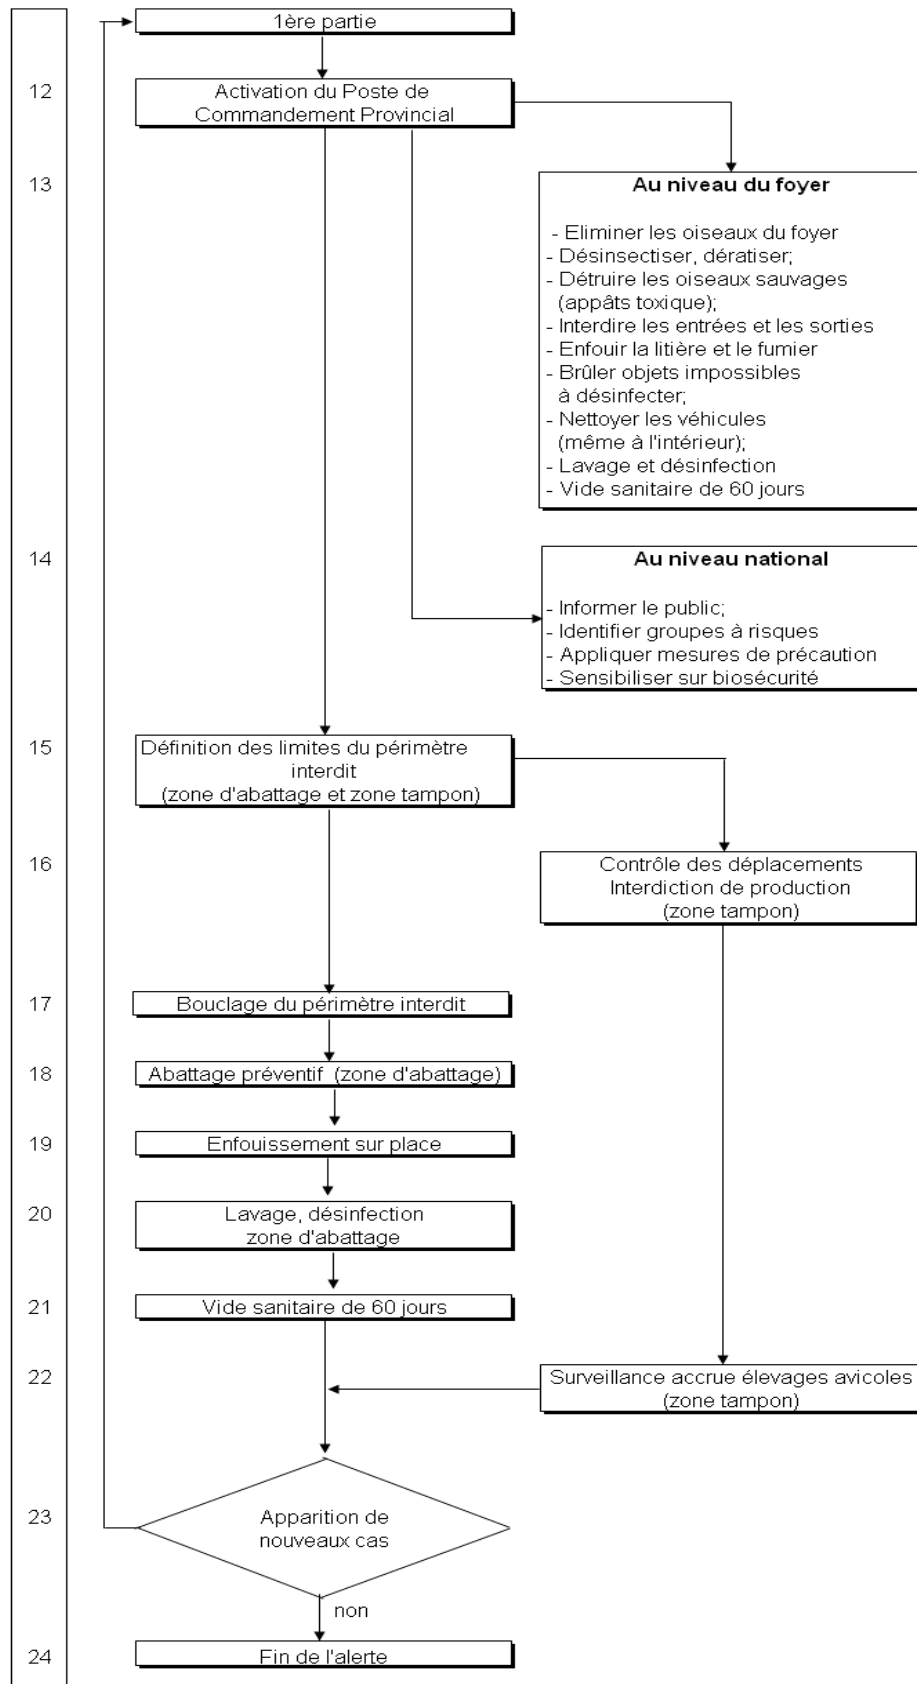 1ère partie
12
Activation du Poste de
Commandement Provincial
13
Au niveau du foyer
- Eliminer les oiseaux du foyer
- Désinsectiser, dératiser;
- Détruire les oiseaux sauvages
(appâts toxique);
- Interdire les entrées et les sorties
- Enfouir la litière et le fumier
- Brûler objets impossibles
à désinfecter;
- Nettoyer les véhicules
(même à l'intérieur);
- Lavage et désinfection
- Vide sanitaire de 60 jours
14
Au niveau national
- Informer le public;
- Identifier groupes à risques
- Appliquer mesures de précaution
- Sensibiliser sur biosécurité
15
Définition des limites du périmètre
interdit
(zone d'abattage et zone tampon)
16
Contrôle des déplacements
Interdiction de production
(zone tampon)
17
Bouclage du périmètre interdit
18
Abattage préventif (zone d'abattage)
19
Enfouissement sur place
20
Lavage, désinfection
zone d'abattage
21
Vide sanitaire de 60 jours
22
Surveillance accrue élevages avicoles
(zone tampon)
23
Apparition de
nouveaux cas
non
24
Fin de l'alerte